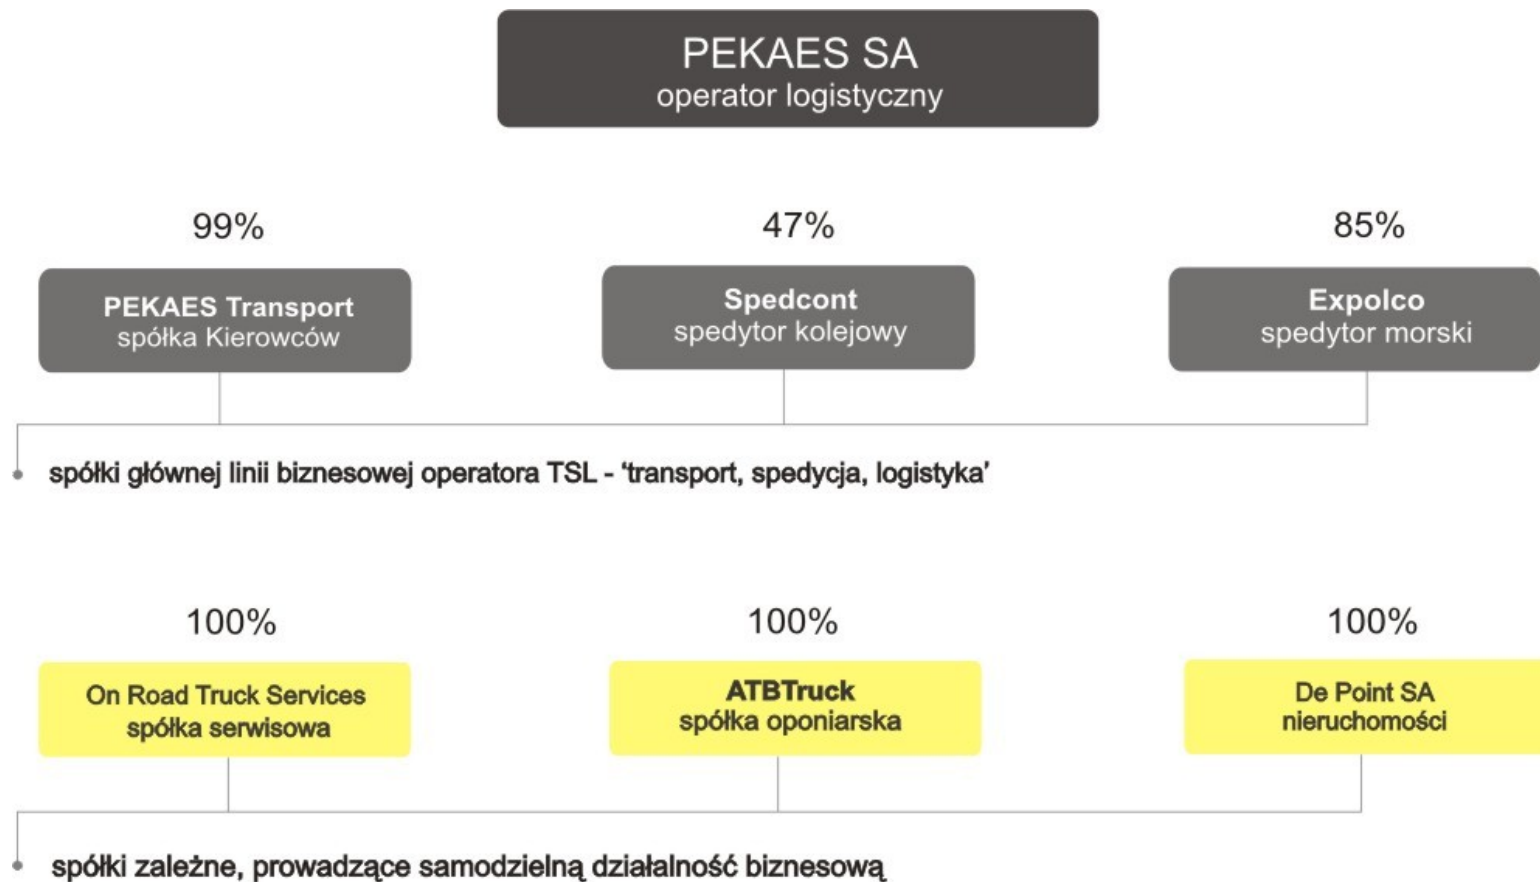 PEKAES SA
operator logistyczny
99%
47%
85%
PEKAES Transport
spółka Kierowców
Spedcont
spedytor kolejowy
Expolco
spedytor morski
spółki głównej linii biznesowej operatora TSL - ‘transport, spedycja, logistyka’
100%
100%
100%
On Road Truck Services
spółka serwisowa
ATBTruck
spółka oponiarska
De Point SA
nieruchomości
spółki zależne, prowadzące samodzielną działalność biznesową